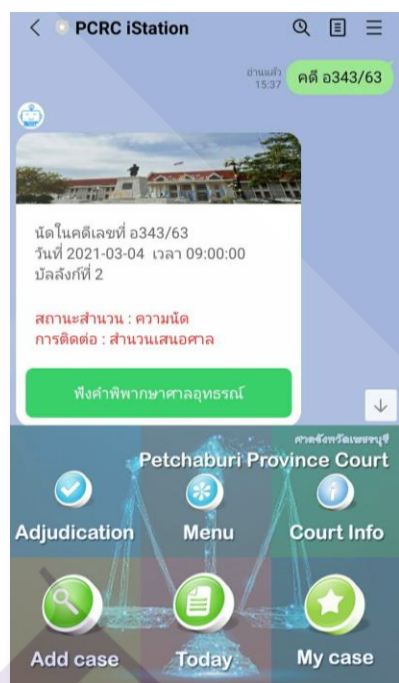 PCRC iStation
อ่านแล้ว
15:37
คดี อ343/63
นัดในคดีเลขที่ อ343/63
วันที่ 2021-03-04 เวลา 09:00:00
บัลลังก์ที่ 2
สถานะสำนวน : ความนัด
การติดต่อ : สำนวนเสนอศาล
ฟังคำพิพากษาศาลอุทธรณ์
ศาลจังหวัดเพชรบุรี
Petchaburi Province Court
Adjudication
Menu
Court Info
Add case
Today
My case